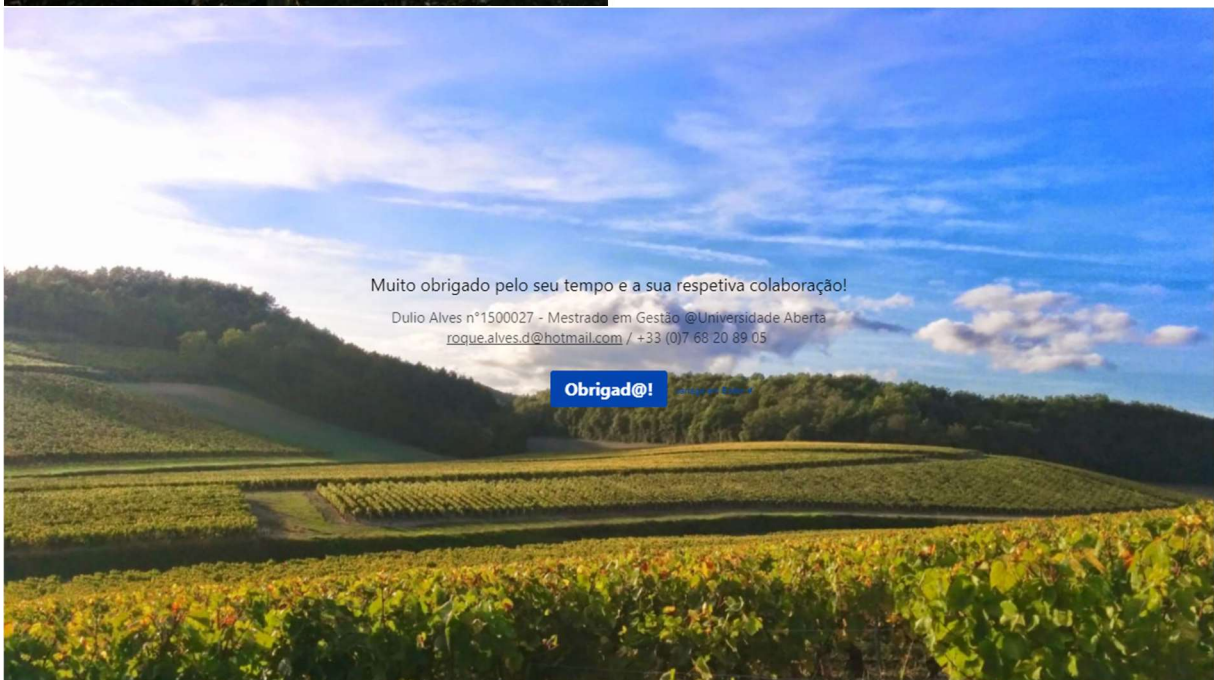 Muito obrigado pelo seu tempo e a sua respetiva colaboração!
Dulio Alves n°1500027 - Mestrado em Gestão @Universidade Aberta
roque.alves.d@hotmail.com / +33 (0)7 68 20 89 05
Obrigad@!